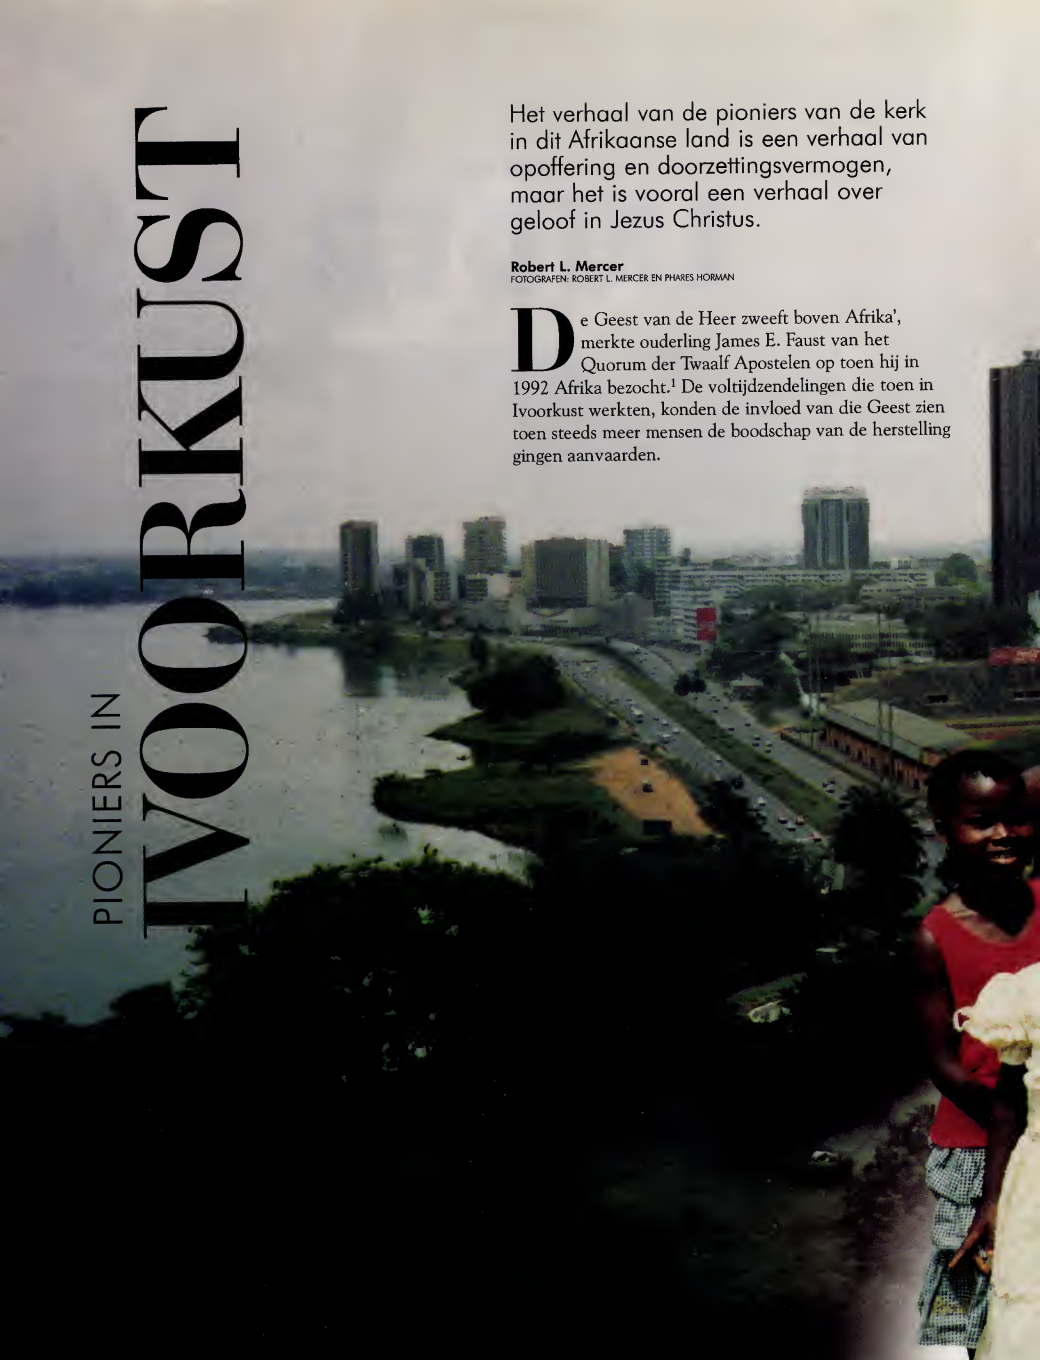 PIONIERS IN
IVOORKUST
Het verhaal van de pioniers van de kerk
in dit Afrikaanse land is een verhaal van
opoffering en doorzettingsvermogen,
maar het is vooral een verhaal over
geloof in Jezus Christus.
Robert L. Mercer
FOTOGRAFEN: ROBERT L. MERCER EN PHARES HORMAN
De Geest van de Heer zweeft boven Afrika',
merkte ouderling James E. Faust van het
Quorum der Twaalf Apostelen op toen hij in
1992 Afrika bezocht.¹ De voltijdzendelingen die toen in
Ivoorkust werkten, konden de invloed van die Geest zien
toen steeds meer mensen de boodschap van de herstelling
gingen aanvaarden.